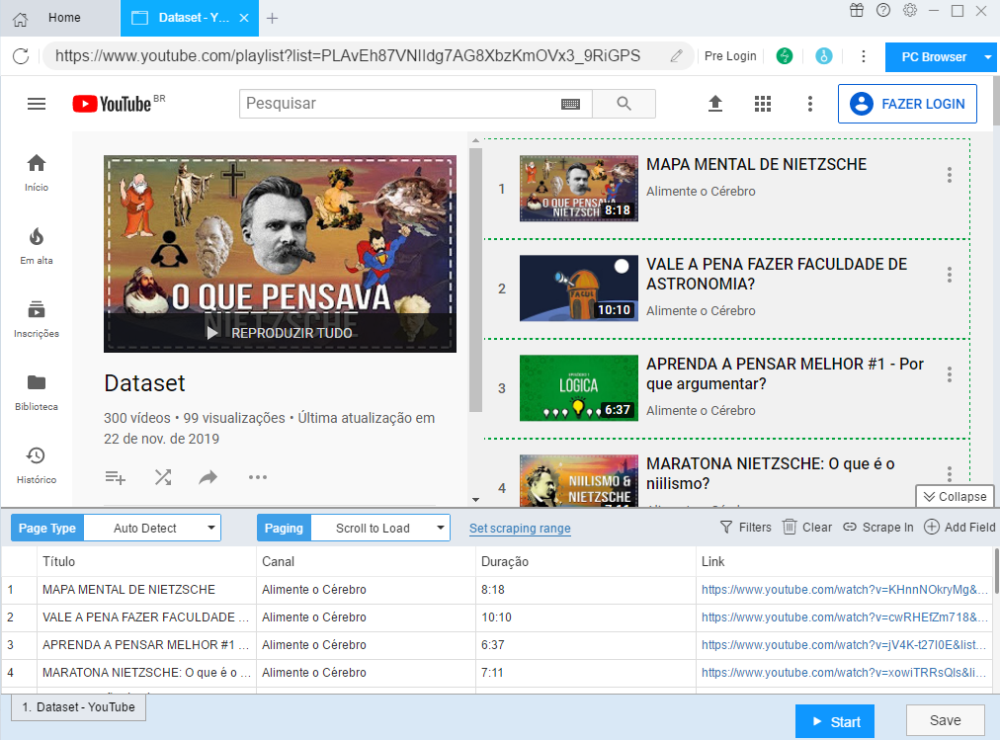 Home
Dataset - Y...
https://www.youtube.com/playlist?list=PLAvEh87VNlIdg7AG8XbzKmOVx3_9RiGPS
Pre Login
PC Browser
YouTube BR
Pesquisar
FAZER LOGIN
Início
Em alta
Inscrições
Biblioteca
Histórico
O QUE PENSAVA
NIETZSCHE
REPRODUZIR TUDO
Dataset
300 vídeos • 99 visualizações • Última atualização em
22 de nov. de 2019
1
O QUE PENSAVA
NIETZSCH
8:18
MAPA MENTAL DE NIETZSCHE
Alimente o Cérebro
2
FACUL
10:10
VALE A PENA FAZER FACULDADE DE
ASTRONOMIA?
Alimente o Cérebro
3
LÓGICA
6:37
APRENDA A PENSAR MELHOR #1 - Por
que argumentar?
Alimente o Cérebro
4
NIILISMO &
NIETZSCHE
7:11
MARATONA NIETZSCHE: O que é o
niilismo?
Collapse
Page Type Auto Detect Paging Scroll to Load Set scraping range Filters Clear Scrape In Add Field
Título Canal Duração Link
1 MAPA MENTAL DE NIETZSCHE Alimente o Cérebro 8:18 https://www.youtube.com/watch?v=KHnnNOkryMg&...
2 VALE A PENA FAZER FACULDADE ... Alimente o Cérebro 10:10 https://www.youtube.com/watch?v=cwRHEfZm718&...
3 APRENDA A PENSAR MELHOR #1 ... Alimente o Cérebro 6:37 https://www.youtube.com/watch?v=jV4K-t27I0E&list...
4 MARATONA NIETZSCHE: O que é o ... Alimente o Cérebro 7:11 https://www.youtube.com/watch?v=xowiTRRsQls&li...
1. Dataset - YouTube
Start
Save